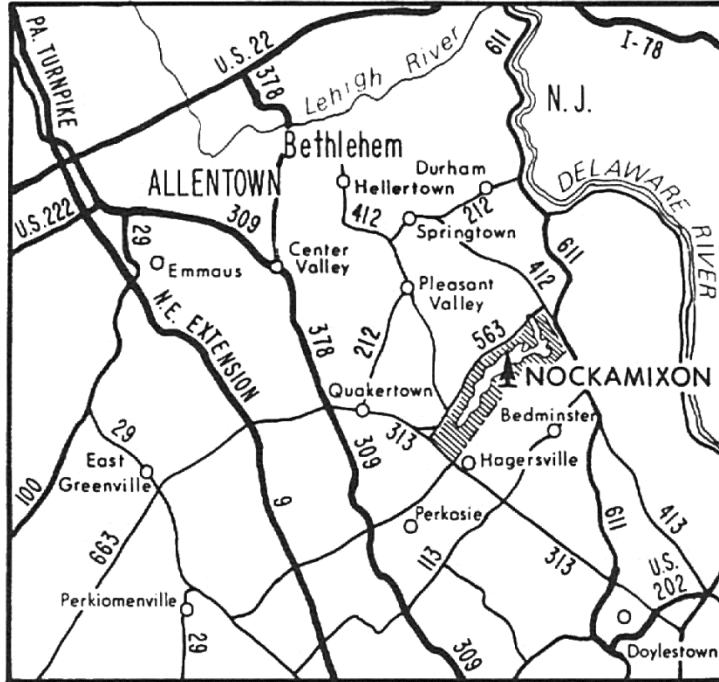 PA. TURNPIKE
U.S. 22
378
Lehigh River
611
I-78
N. J.
Bethlehem
ALLENTOWN
Hellertown
Durham
412
212
Springtown
DELAWARE RIVER
U.S.222
29
309
Emmaus
Center
Valley
Pleasant
Valley
611
412
N.E. EXTENSION
378
212
563
NOCKAMIXON
Quakertown
Bedminster
313
29
East
Greenville
309
Hagersville
100
9
Perkasie
663
113
313
611
413
U.S.
202
Perkiomenville
29
309
Doylestown